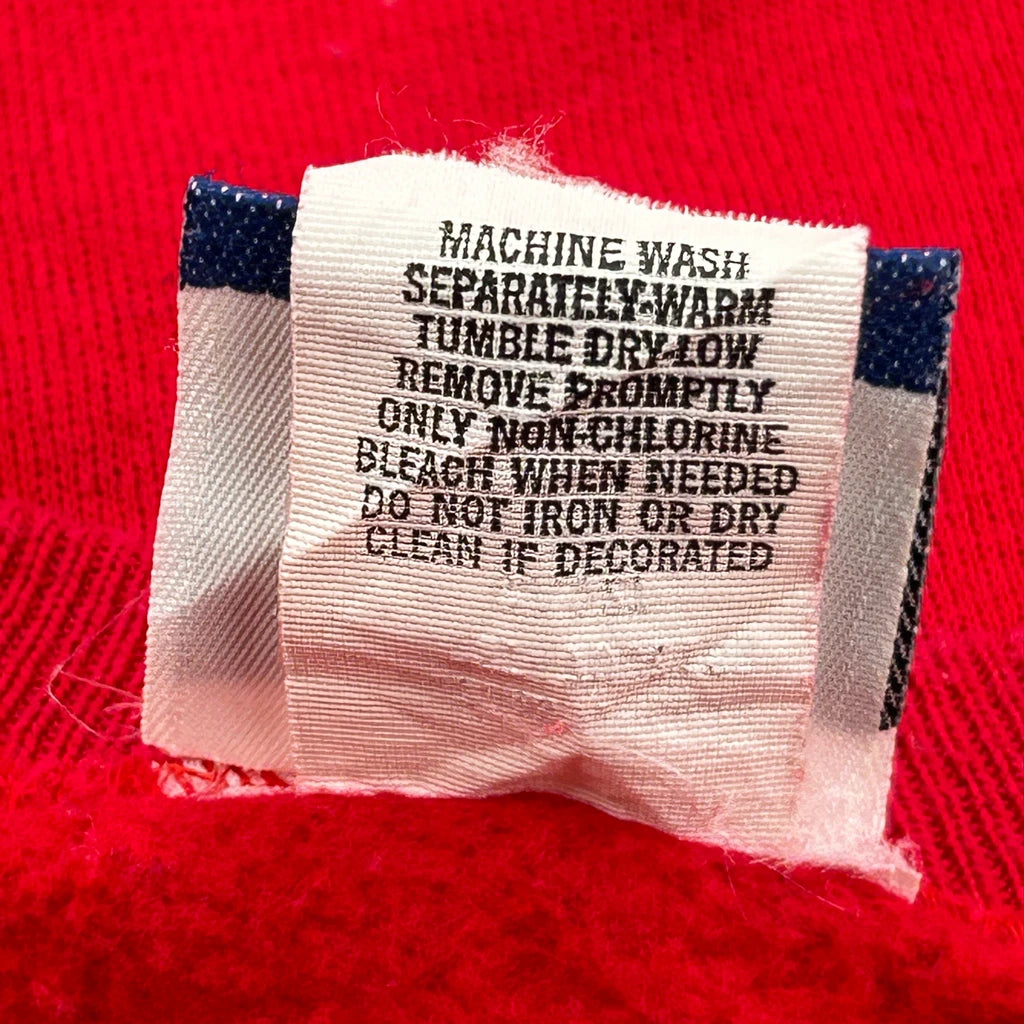 MACHINE WASH
SEPARATELY-WARM
TUMBLE DRY-LOW
REMOVE PROMPTLY
ONLY NON-CHLORINE
BLEACH WHEN NEEDED
DO NOT IRON OR DRY
CLEAN IF DECORATED